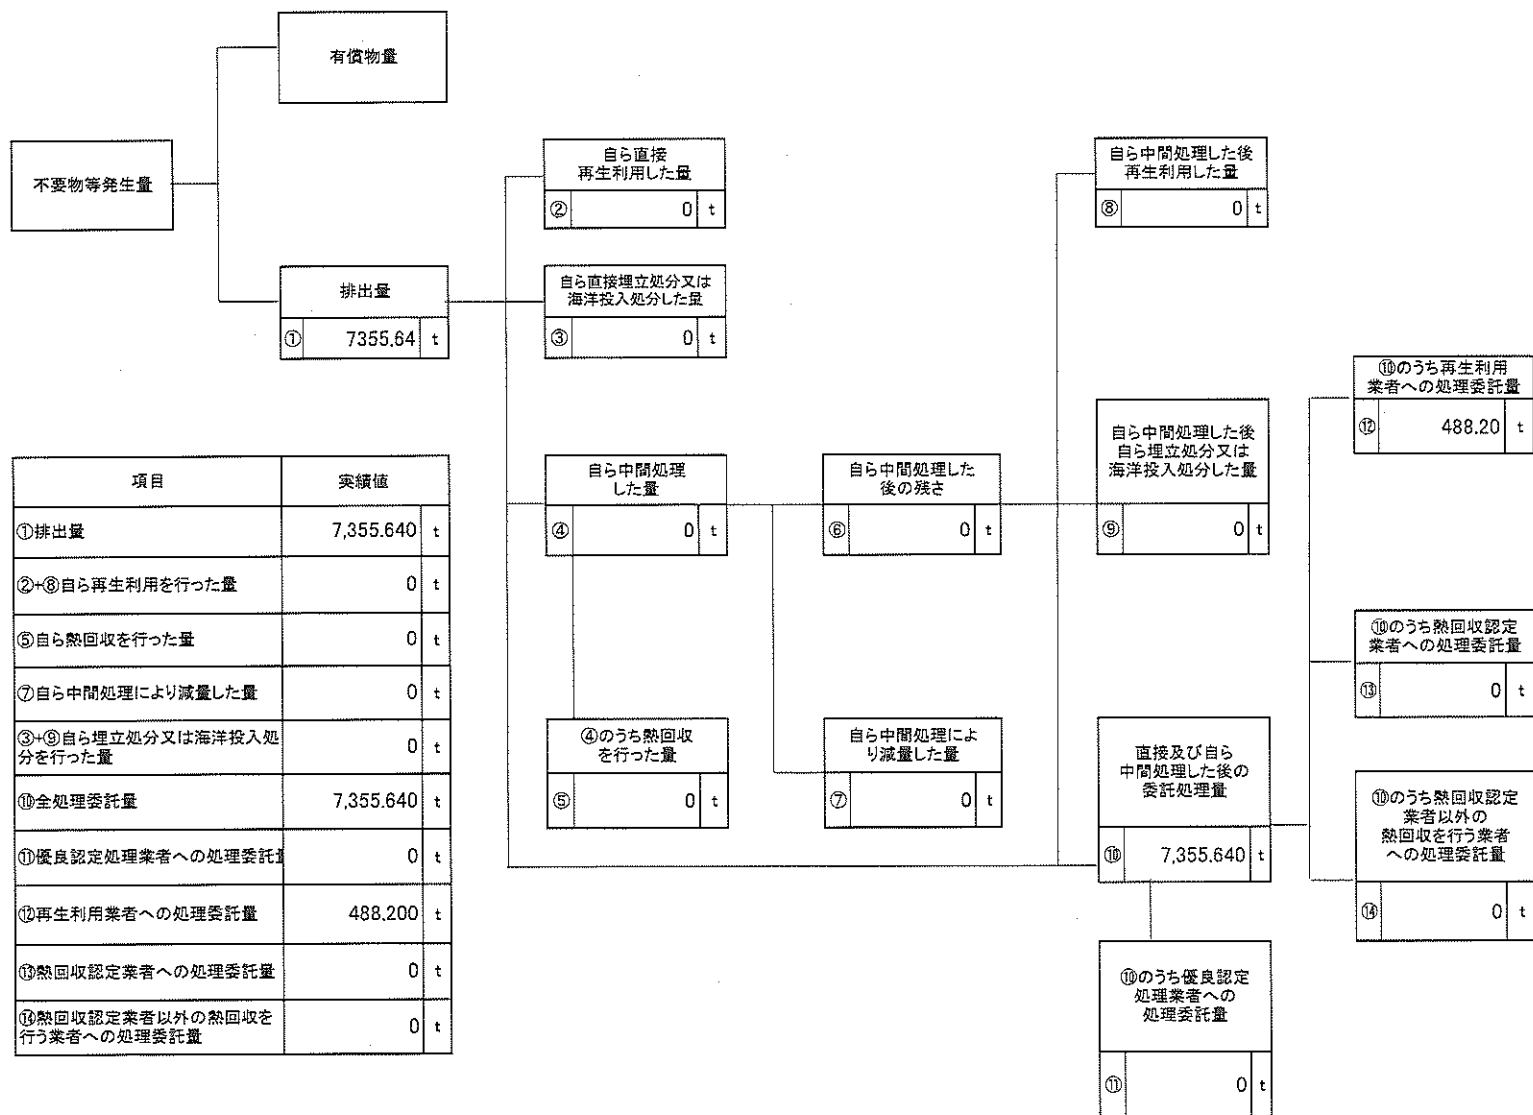 有償物量
不要物等発生量
排出量
① 7355.64 t
自ら直接
再生利用した量
② 0 t
自ら直接埋立処分又は
海洋投入処分した量
③ 0 t
自ら中間処理
した量
④ 0 t
④のうち熱回収
を行った量
⑤ 0 t
自ら中間処理した
後の残さ
⑥ 0 t
自ら中間処理によ
り減量した量
⑦ 0 t
自ら中間処理した後
再生利用した量
⑧ 0 t
自ら中間処理した後
自ら埋立処分又は
海洋投入処分した量
⑨ 0 t
直接及び自ら
中間処理した後の
委託処理量
⑩ 7,355.640 t
⑩のうち優良認定
処理業者への
処理委託量
⑪ 0 t
⑩のうち再生利用
業者への処理委託量
⑫ 488.20 t
⑩のうち熱回収認定
業者への処理委託量
⑬ 0 t
⑩のうち熱回収認定
業者以外の
熱回収を行う業者
への処理委託量
⑭ 0 t
項目 実績値
①排出量 7,355.640 t
②+⑧自ら再生利用を行った量 0 t
⑤自ら熱回収を行った量 0 t
⑦自ら中間処理により減量した量 0 t
③+⑨自ら埋立処分又は海洋投入処
分を行った量 0 t
⑩全処理委託量 7,355.640 t
⑪優良認定処理業者への処理委託 0 t
⑫再生利用業者への処理委託量 488.200 t
⑬熱回収認定業者への処理委託量 0 t
⑭熱回収認定業者以外の熱回収を
行う業者への処理委託量 0 t